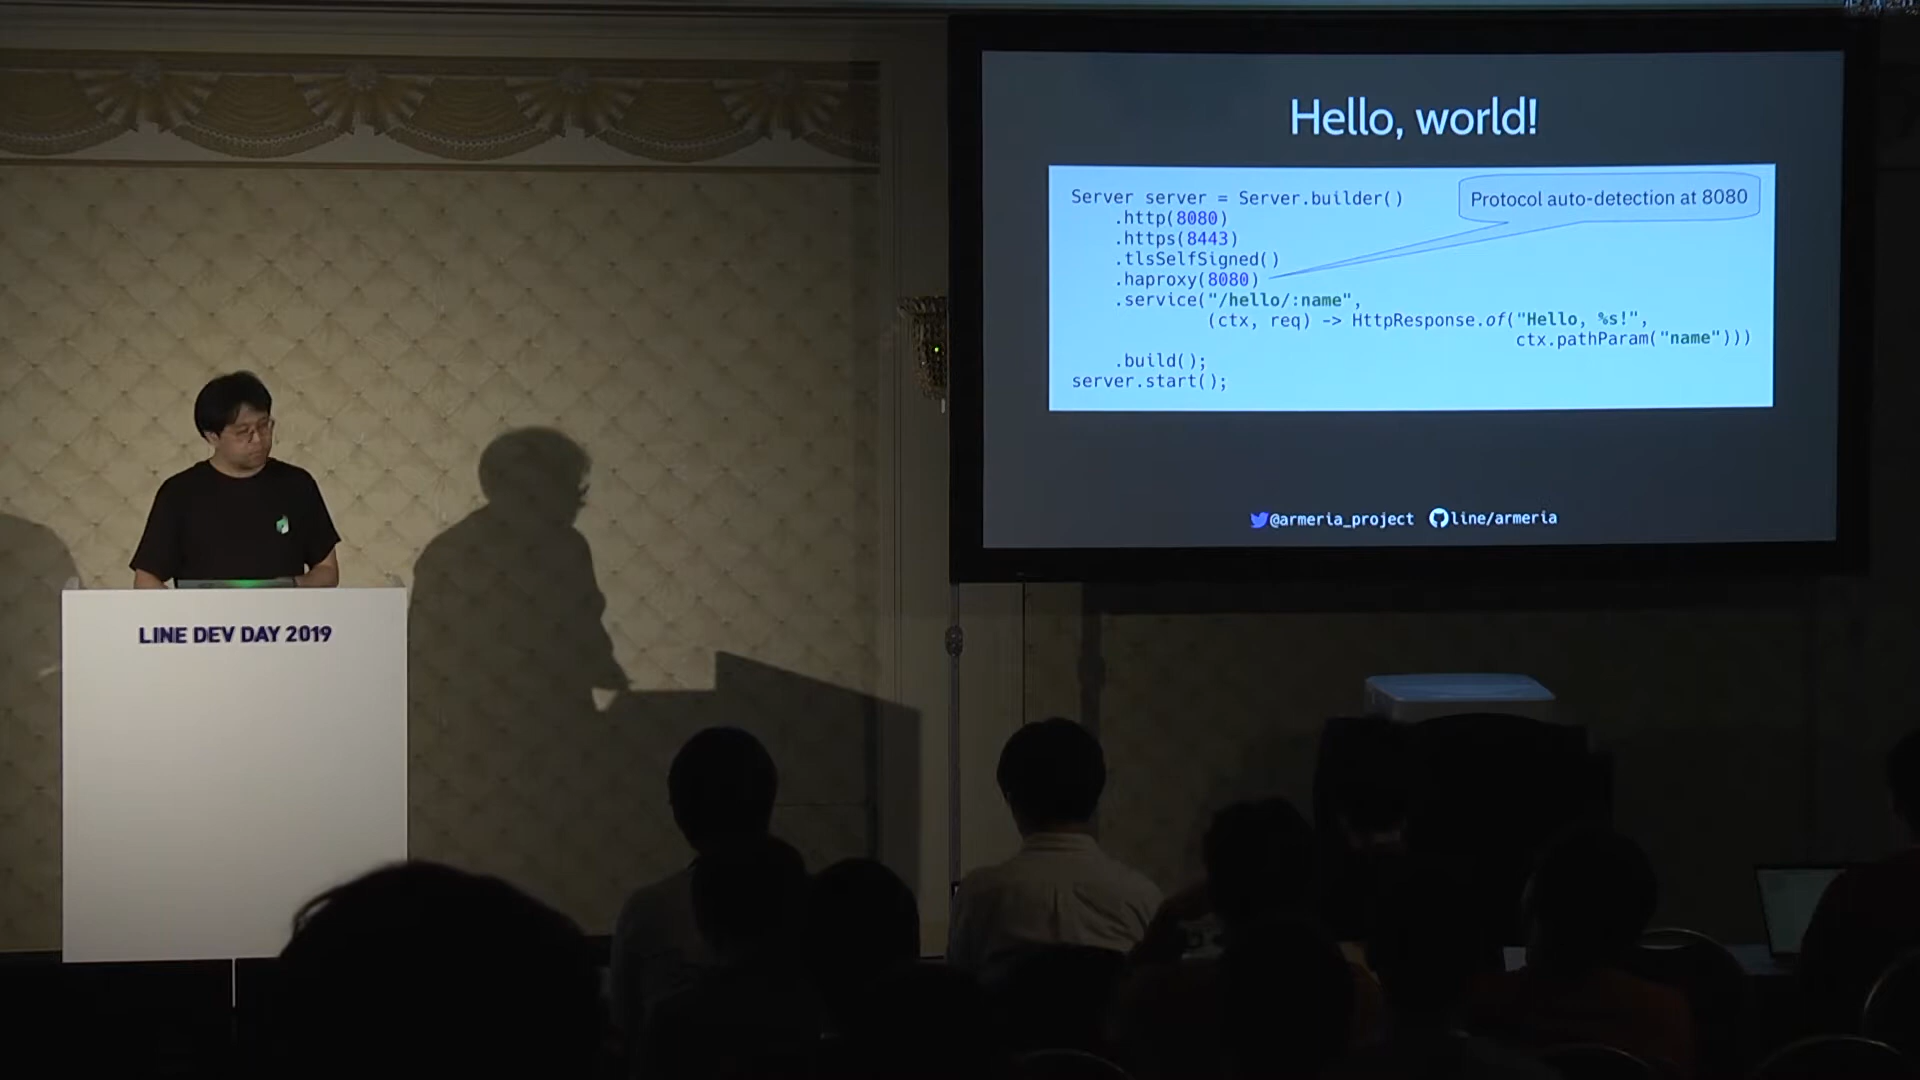 Hello, world!
Server server = Server.builder()
.http(8080)
.https(8443)
.tlsSelfSigned()
.haproxy(8080)
.service("/hello/:name",
(ctx, req) -> HttpResponse.of("Hello, %s!",
ctx.pathParam("name")))
.build();
server.start();
Protocol auto-detection at 8080
@armeria_project line/armeria
LINE DEV DAY 2019